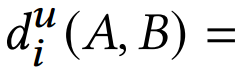 $d_i^u(A, B) =$